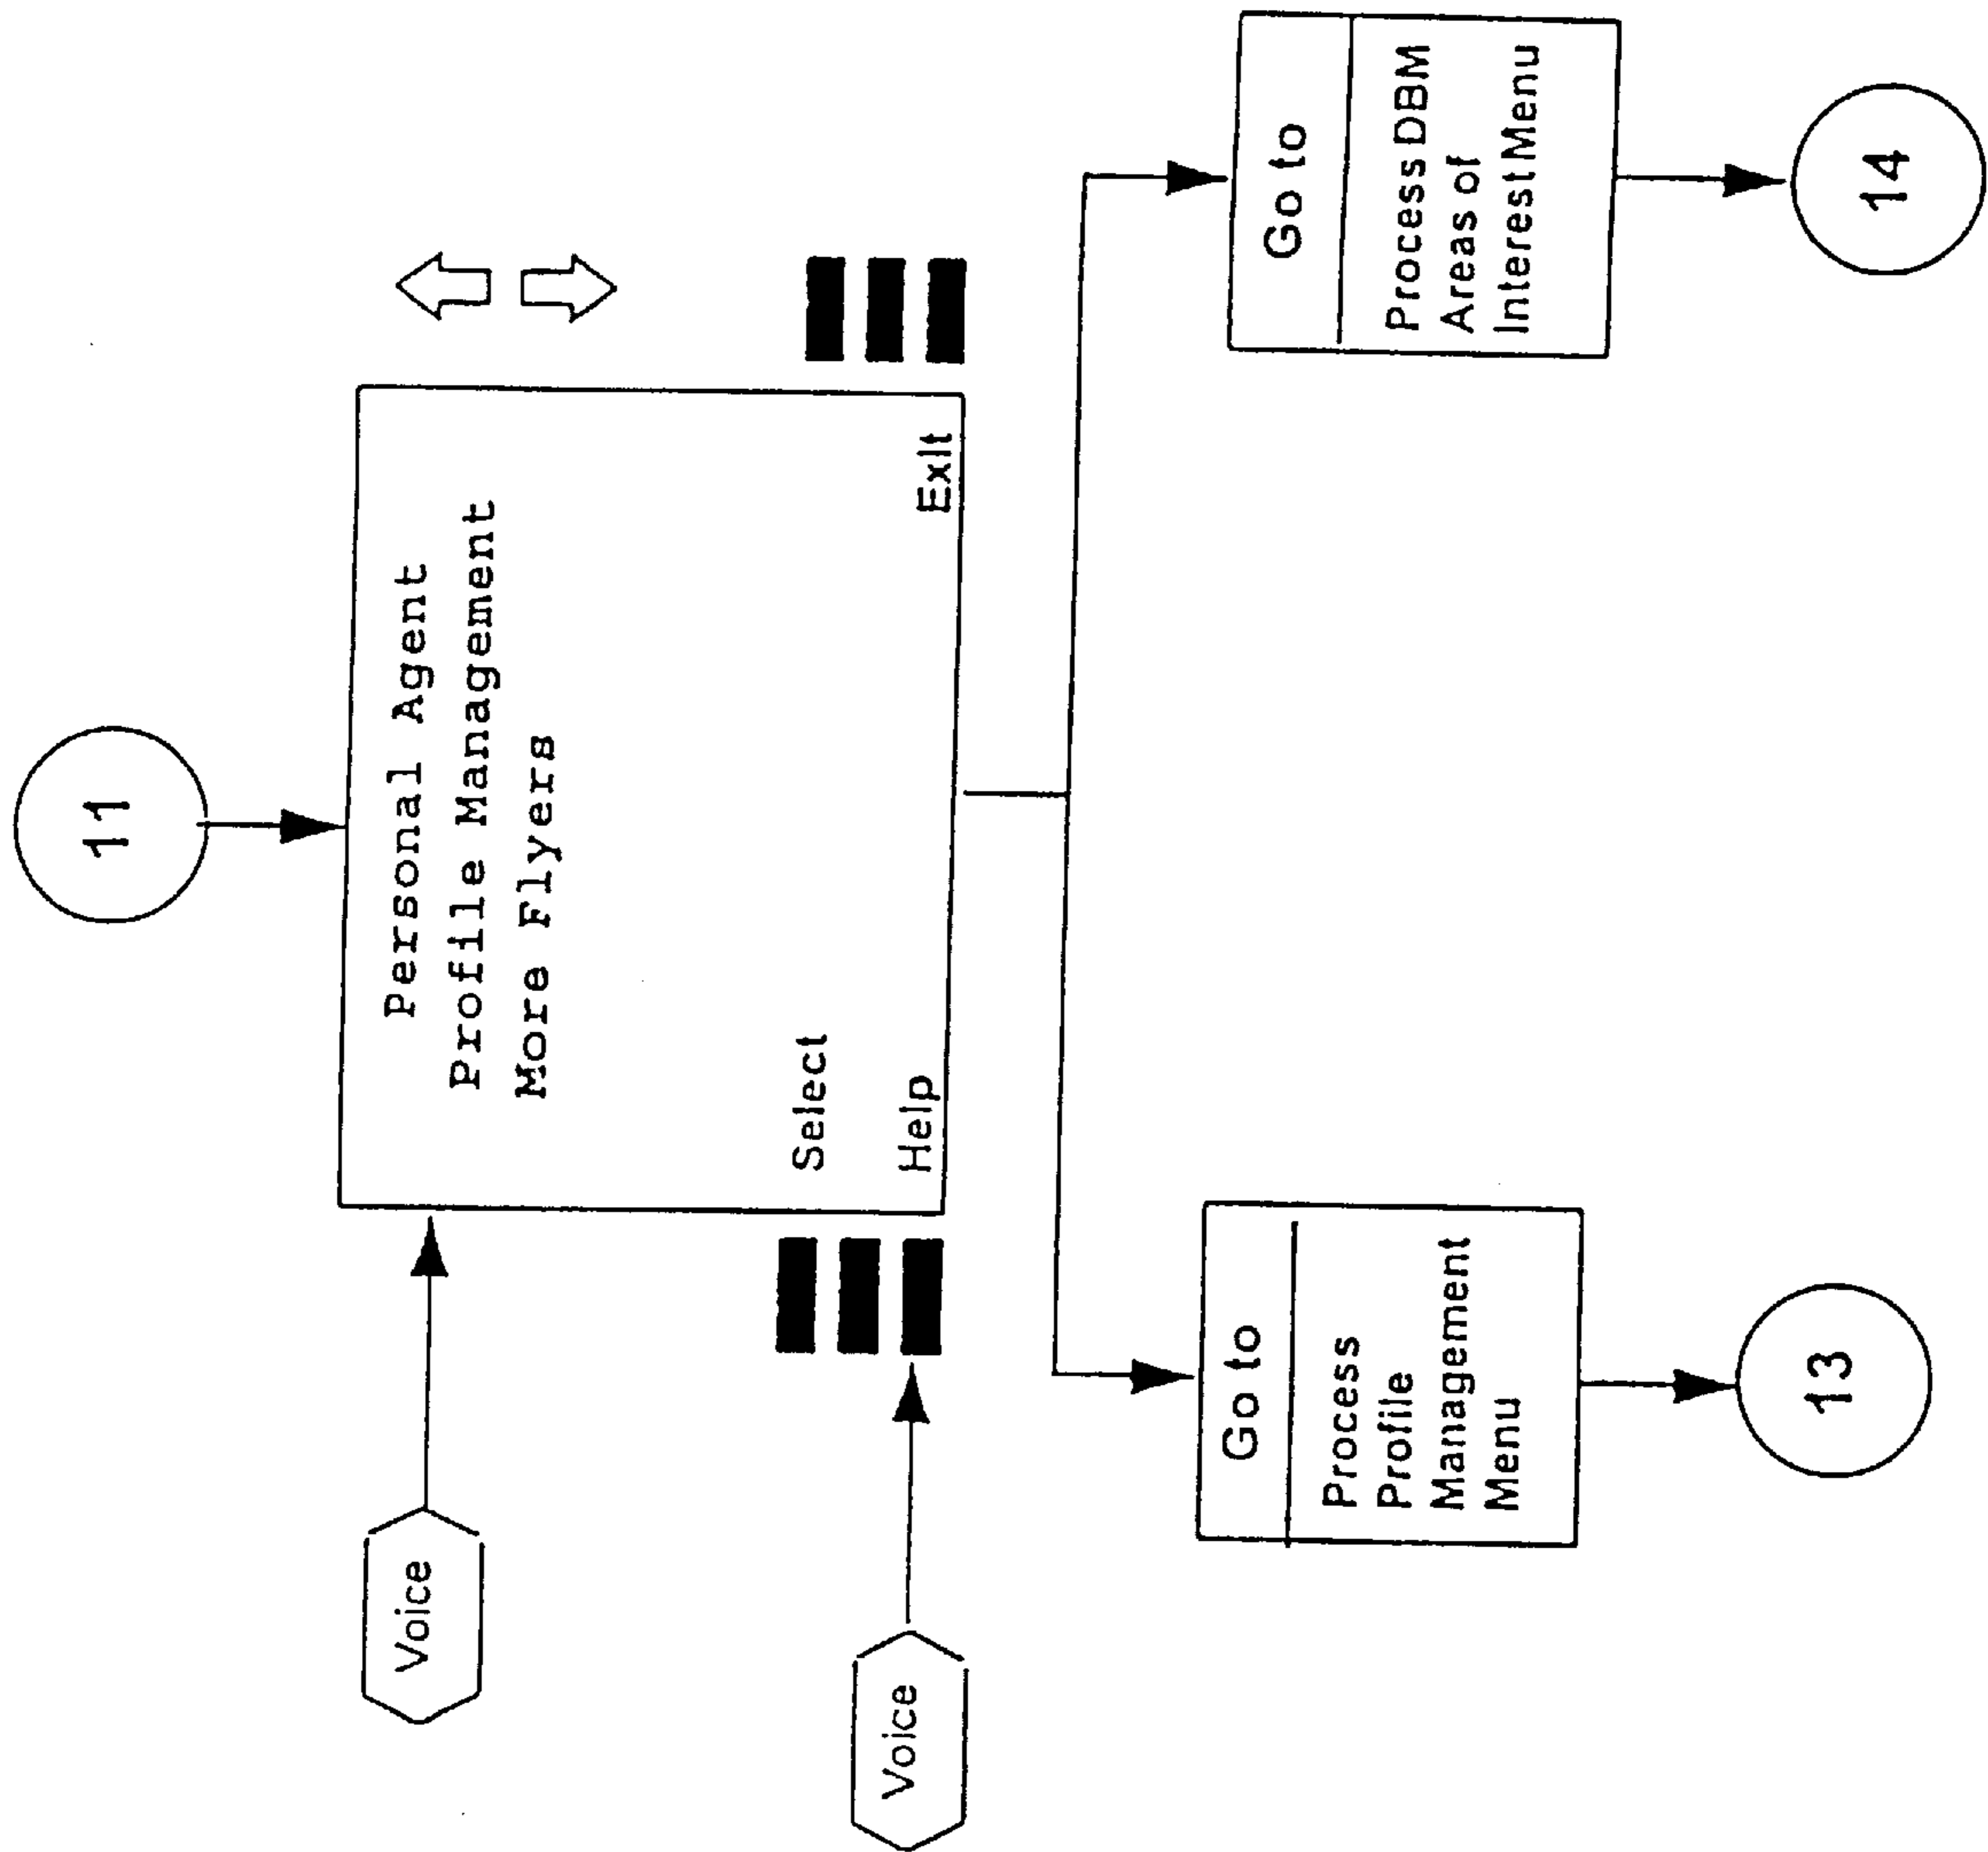 11
Voice
Personal Agent
Profile Management
More Flyers
Select
Voice
Help
Exit
Go to
Process
Profile
Management
Menu
13
Go to
Process DBM
Areas of
Interest Menu
14